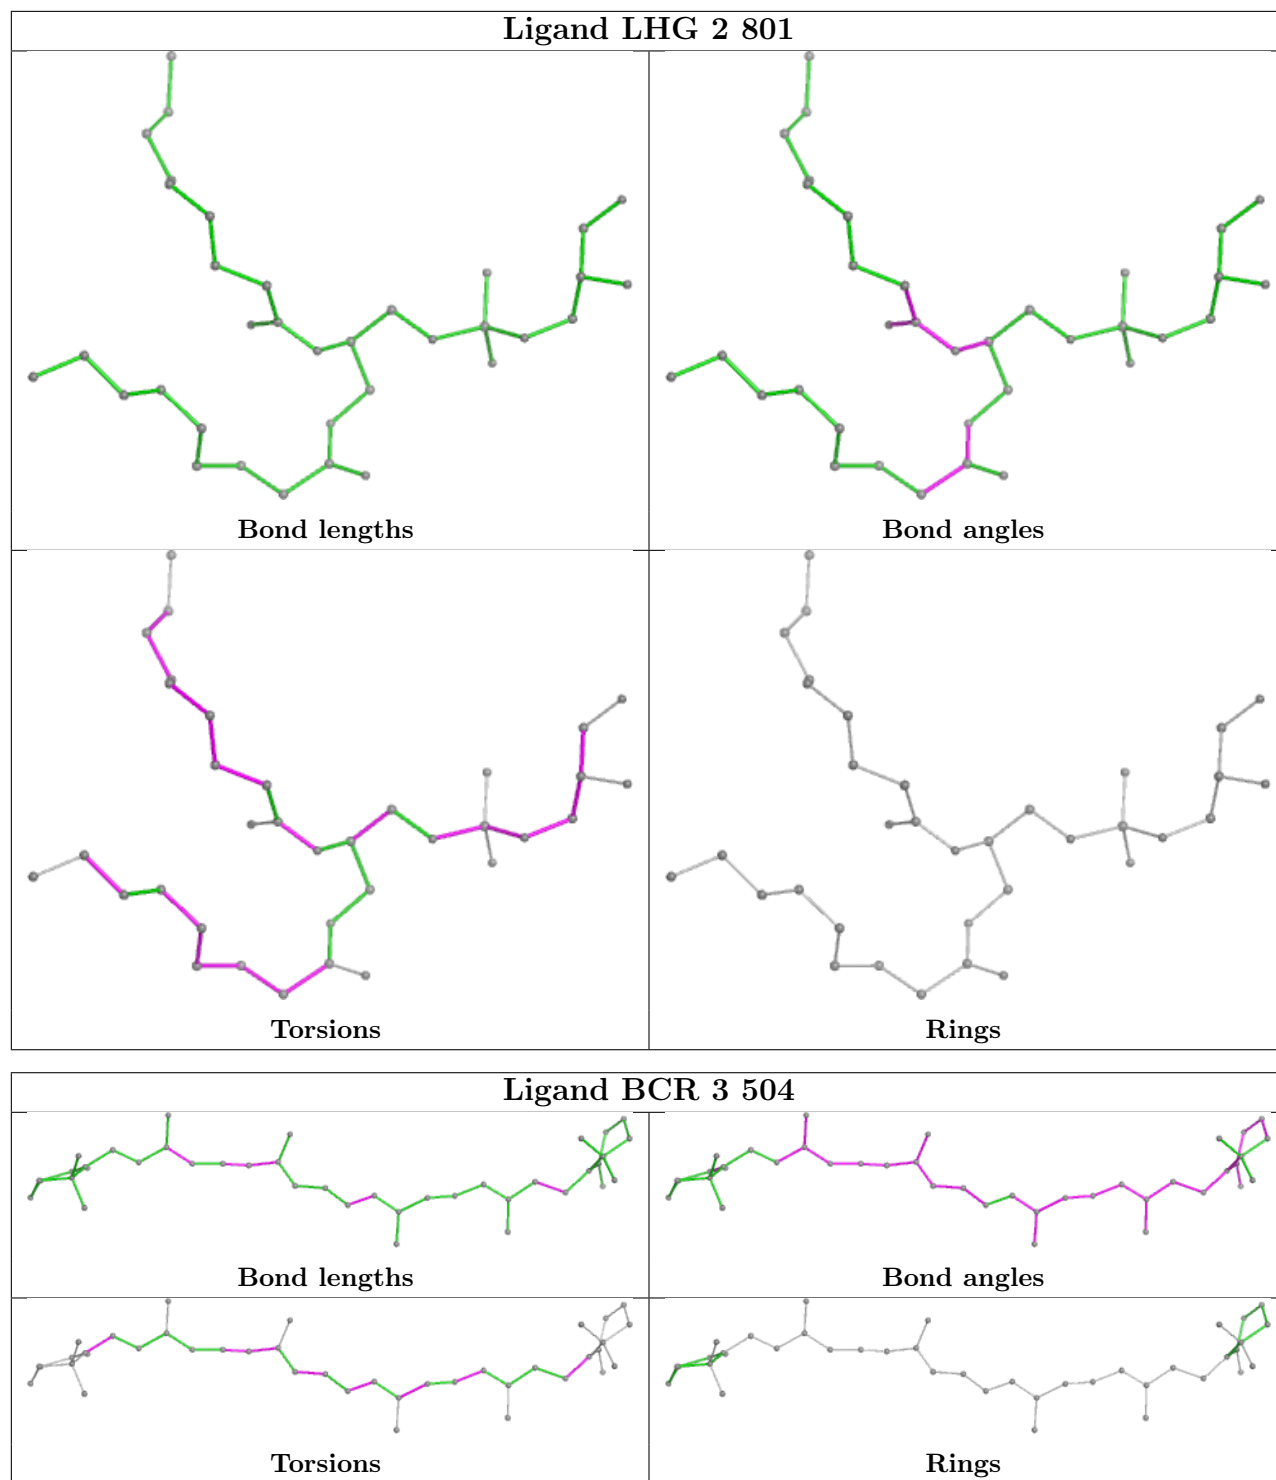 Ligand LHG 2 801
Bond lengths
Bond angles
Torsions
Rings
Ligand BCR 3 504
Bond lengths
Bond angles
Torsions
Rings